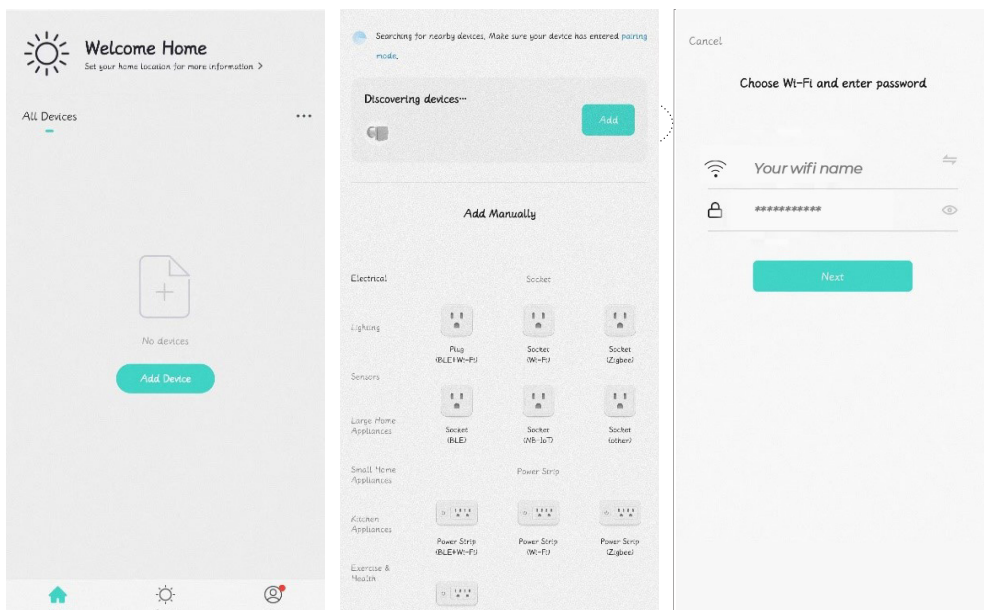 Welcome Home
Set your home location for more information >
All Devices
No devices
Add Device
Searching for nearby devices. Make sure your device has entered pairing
mode.
Discovering devices···
Add
Add Manually
Electrical
Socket
Lighting
Plug
(BLE+Wi-Fi)
Socket
(Wi-Fi)
Socket
(Zigbee)
Sensors
Large Home
Appliances
Socket
(BLE)
Socket
(NB-IoT)
Socket
(other)
Small Home
Appliances
Power Strip
Kitchen
Appliances
Power Strip
(BLE+Wi-Fi)
Power Strip
(Wi-Fi)
Power Strip
(Zigbee)
Exercise &
Health
Cancel
Choose Wi-Fi and enter password
Your wifi name
***********
Next